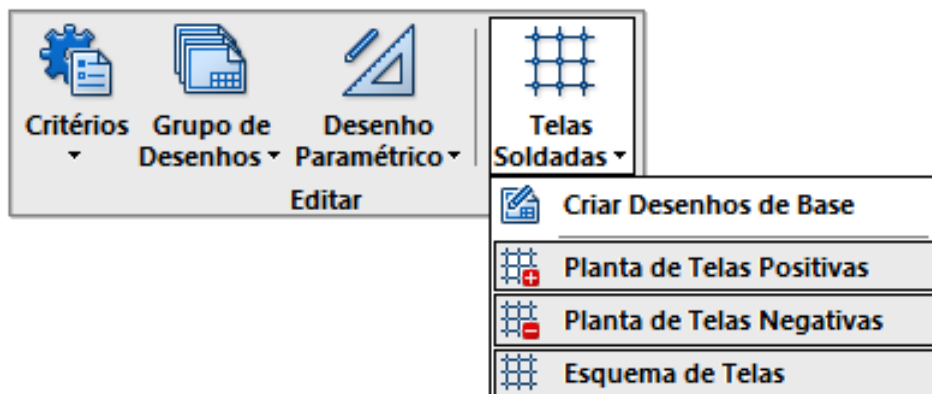 Critérios
Grupo de
Desenhos
Desenho
Paramétrico
Telas
Soldadas
Editar
Criar Desenhos de Base
Planta de Telas Positivas
Planta de Telas Negativas
Esquema de Telas